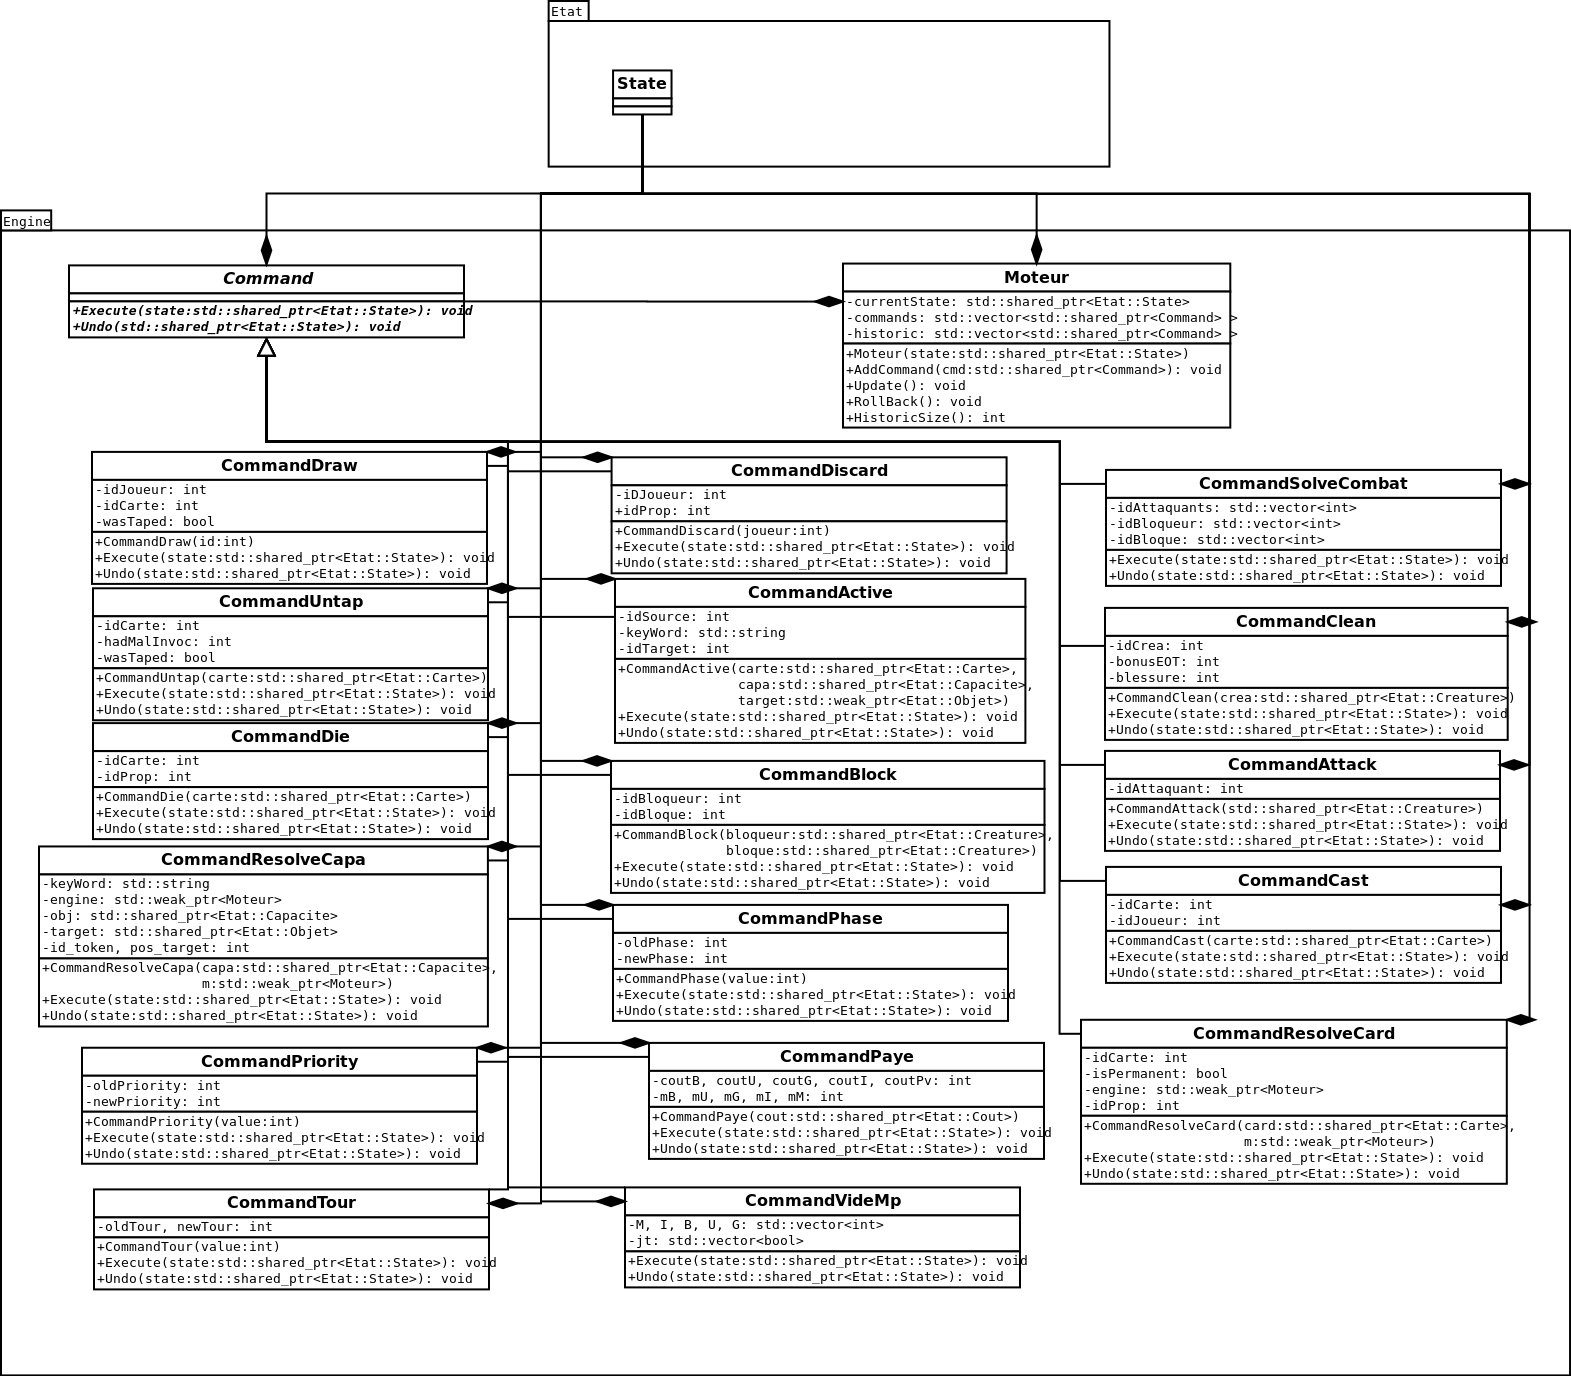 Etat
State
Engine
Command
+Execute(state:std::shared_ptr<Etat::State>): void
+Undo(std::shared_ptr<Etat::State>): void
Moteur
-currentState: std::shared_ptr<Etat::State>
-commands: std::vector<std::shared_ptr<Command> >
-historic: std::vector<std::shared_ptr<Command> >
+Moteur(state:std::shared_ptr<Etat::State>)
+AddCommand(cmd:std::shared_ptr<Command>): void
+Update(): void
+RollBack(): void
+HistoricSize(): int
CommandDraw
-idJoueur: int
-idCarte: int
-wasTaped: bool
+CommandDraw(id:int)
+Execute(state:std::shared_ptr<Etat::State>): void
+Undo(state:std::shared_ptr<Etat::State>): void
CommandUntap
-idCarte: int
-hadMalInvoc: int
-wasTaped: bool
+CommandUntap(carte:std::shared_ptr<Etat::Carte>)
+Execute(state:std::shared_ptr<Etat::State>): void
+Undo(state:std::shared_ptr<Etat::State>): void
CommandDie
-idCarte: int
-idProp: int
+CommandDie(carte:std::shared_ptr<Etat::Carte>)
+Execute(state:std::shared_ptr<Etat::State>): void
+Undo(state:std::shared_ptr<Etat::State>): void
CommandResolveCapa
-keyWord: std::string
-engine: std::weak_ptr<Moteur>
-obj: std::shared_ptr<Etat::Capacite>
-target: std::shared_ptr<Etat::Objet>
-id_token, pos_target: int
+CommandResolveCapa(capa:std::shared_ptr<Etat::Capacite>,
m:std::weak_ptr<Moteur>)
+Execute(state:std::shared_ptr<Etat::State>): void
+Undo(state:std::shared_ptr<Etat::State>): void
CommandPriority
-oldPriority: int
-newPriority: int
+CommandPriority(value:int)
+Execute(state:std::shared_ptr<Etat::State>): void
+Undo(state:std::shared_ptr<Etat::State>): void
CommandTour
-oldTour, newTour: int
+CommandTour(value:int)
+Execute(state:std::shared_ptr<Etat::State>): void
+Undo(state:std::shared_ptr<Etat::State>): void
CommandDiscard
-iDJoueur: int
+idProp: int
+CommandDiscard(joueur:int)
+Execute(state:std::shared_ptr<Etat::State>): void
+Undo(state:std::shared_ptr<Etat::State>): void
CommandActive
-idSource: int
-keyWord: std::string
-idTarget: int
+CommandActive(carte:std::shared_ptr<Etat::Carte>,
capa:std::shared_ptr<Etat::Capacite>,
target:std::weak_ptr<Etat::Objet>)
+Execute(state:std::shared_ptr<Etat::State>): void
+Undo(state:std::shared_ptr<Etat::State>): void
CommandBlock
-idBloqueur: int
-idBloque: int
+CommandBlock(bloqueur:std::shared_ptr<Etat::Creature>,
bloque:std::shared_ptr<Etat::Creature>)
+Execute(state:std::shared_ptr<Etat::State>): void
+Undo(state:std::shared_ptr<Etat::State>): void
CommandPhase
-oldPhase: int
-newPhase: int
+CommandPhase(value:int)
+Execute(state:std::shared_ptr<Etat::State>): void
+Undo(state:std::shared_ptr<Etat::State>): void
CommandPaye
-coutB, coutU, coutG, coutI, coutPv: int
-mB, mU, mG, mI, mM: int
+CommandPaye(cout:std::shared_ptr<Etat::Cout>)
+Execute(state:std::shared_ptr<Etat::State>): void
+Undo(state:std::shared_ptr<Etat::State>): void
CommandVideMp
-M, I, B, U, G: std::vector<int>
-jt: std::vector<bool>
+Execute(state:std::shared_ptr<Etat::State>): void
+Undo(state:std::shared_ptr<Etat::State>): void
CommandSolveCombat
-idAttaquants: std::vector<int>
-idBloqueur: std::vector<int>
-idBloque: std::vector<int>
+Execute(state:std::shared_ptr<Etat::State>): void
+Undo(state:std::shared_ptr<Etat::State>): void
CommandClean
-idCrea: int
-bonusEOT: int
-blessure: int
+CommandClean(crea:std::shared_ptr<Etat::Creature>)
+Execute(state:std::shared_ptr<Etat::State>): void
+Undo(state:std::shared_ptr<Etat::State>): void
CommandAttack
-idAttaquant: int
+CommandAttack(std::shared_ptr<Etat::Creature>)
+Execute(state:std::shared_ptr<Etat::State>): void
+Undo(state:std::shared_ptr<Etat::State>): void
CommandCast
-idCarte: int
-idJoueur: int
+CommandCast(carte:std::shared_ptr<Etat::Carte>)
+Execute(state:std::shared_ptr<Etat::State>): void
+Undo(state:std::shared_ptr<Etat::State>): void
CommandResolveCard
-idCarte: int
-isPermanent: bool
-engine: std::weak_ptr<Moteur>
-idProp: int
+CommandResolveCard(card:std::shared_ptr<Etat::Carte>,
m:std::weak_ptr<Moteur>)
+Execute(state:std::shared_ptr<Etat::State>): void
+Undo(state:std::shared_ptr<Etat::State>): void